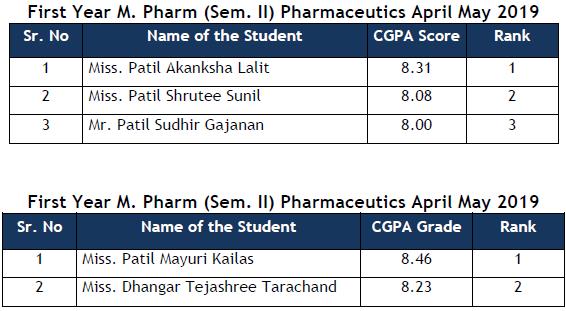 First Year M. Pharm (Sem. II) Pharmaceutics April May 2019
Sr. No Name of the Student CGPA Score Rank
1 Miss. Patil Akanksha Lalit 8.31 1
2 Miss. Patil Shrutee Sunil 8.08 2
3 Mr. Patil Sudhir Gajanan 8.00 3
First Year M. Pharm (Sem. II) Pharmaceutics April May 2019
Sr. No Name of the Student CGPA Grade Rank
1 Miss. Patil Mayuri Kailas 8.46 1
2 Miss. Dhangar Tejashree Tarachand 8.23 2